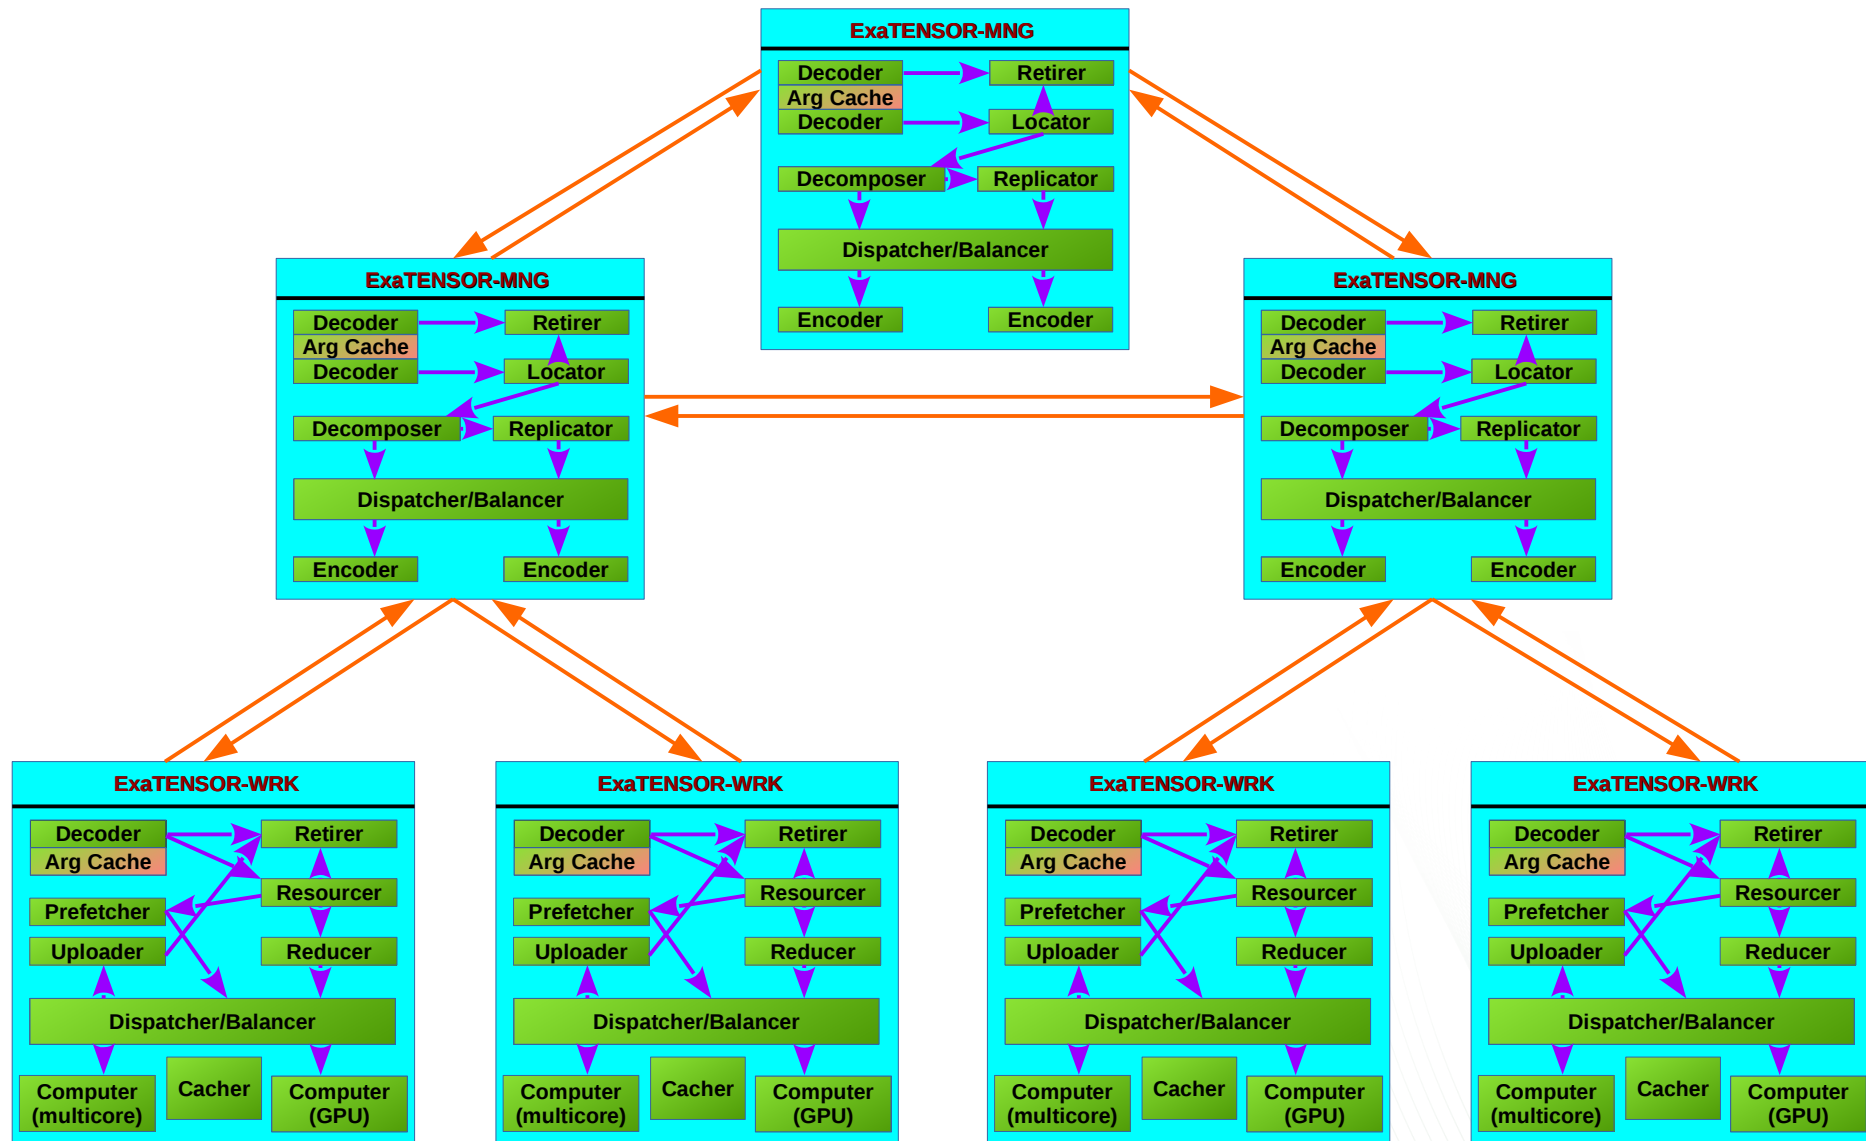 ExaTENSOR-MNG
Decoder
Retirer
Arg Cache
Decoder
Locator
Decomposer
Replicator
Dispatcher/Balancer
Encoder
Encoder
ExaTENSOR-MNG
Decoder
Retirer
Arg Cache
Decoder
Locator
Decomposer
Replicator
Dispatcher/Balancer
Encoder
Encoder
ExaTENSOR-MNG
Decoder
Retirer
Arg Cache
Decoder
Locator
Decomposer
Replicator
Dispatcher/Balancer
Encoder
Encoder
ExaTENSOR-WRK
Decoder
Retirer
Arg Cache
Resourcer
Prefetcher
Uploader
Reducer
Dispatcher/Balancer
Computer
(multicore)
Cacher
Computer
(GPU)
ExaTENSOR-WRK
Decoder
Retirer
Arg Cache
Resourcer
Prefetcher
Uploader
Reducer
Dispatcher/Balancer
Computer
(multicore)
Cacher
Computer
(GPU)
ExaTENSOR-WRK
Decoder
Retirer
Arg Cache
Resourcer
Prefetcher
Uploader
Reducer
Dispatcher/Balancer
Computer
(multicore)
Cacher
Computer
(GPU)
ExaTENSOR-WRK
Decoder
Retirer
Arg Cache
Resourcer
Prefetcher
Uploader
Reducer
Dispatcher/Balancer
Computer
(multicore)
Cacher
Computer
(GPU)